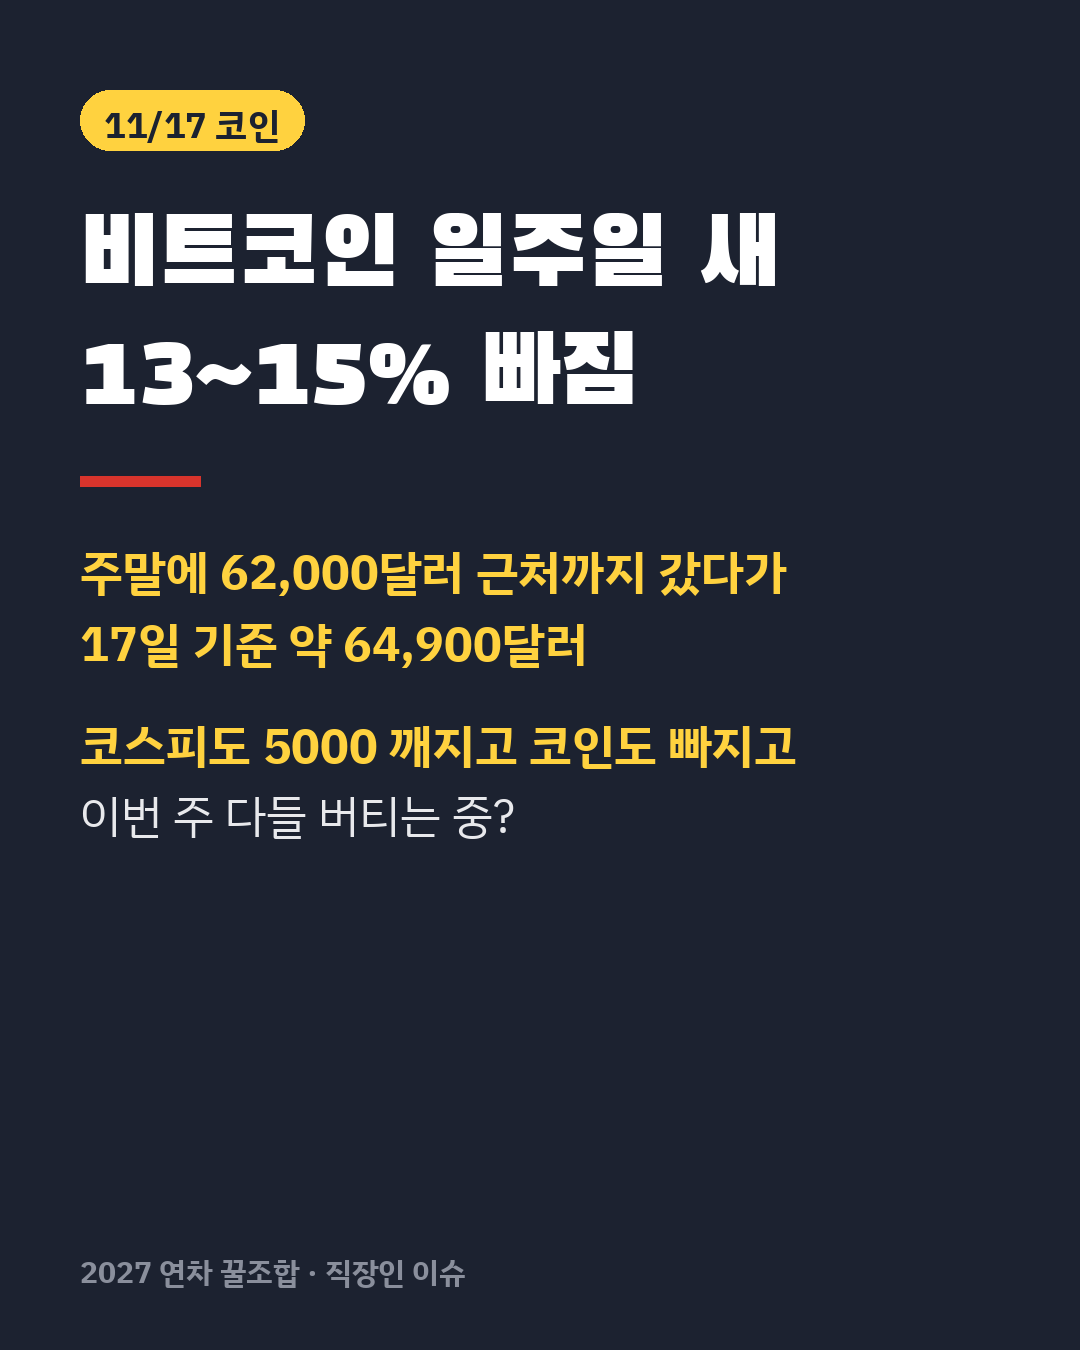 11/17 코인
비트코인 일주일 새
13~15% 빠짐
주말에 62,000달러 근처까지 갔다가
17일 기준 약 64,900달러
코스피도 5000 깨지고 코인도 빠지고
이번 주 다들 버티는 중?
2027 연차 꿀조합 · 직장인 이슈